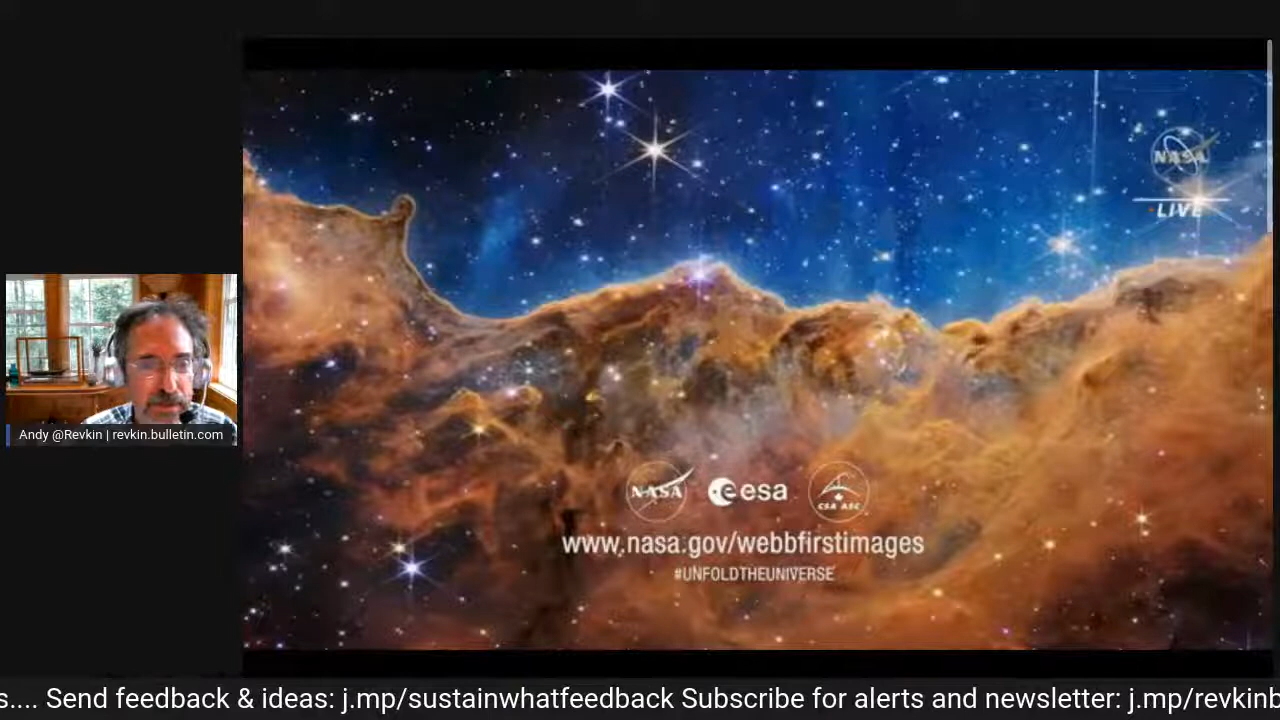 NASA
LIVE
NASA esa CSA ASC
www.nasa.gov/webbfirstimages
#UNFOLDTHEUNIVERSE
Andy @Revkin | revkin.bulletin.com
s.... Send feedback & ideas: j.mp/sustainwhatfeedback Subscribe for alerts and newsletter: j.mp/revkinb